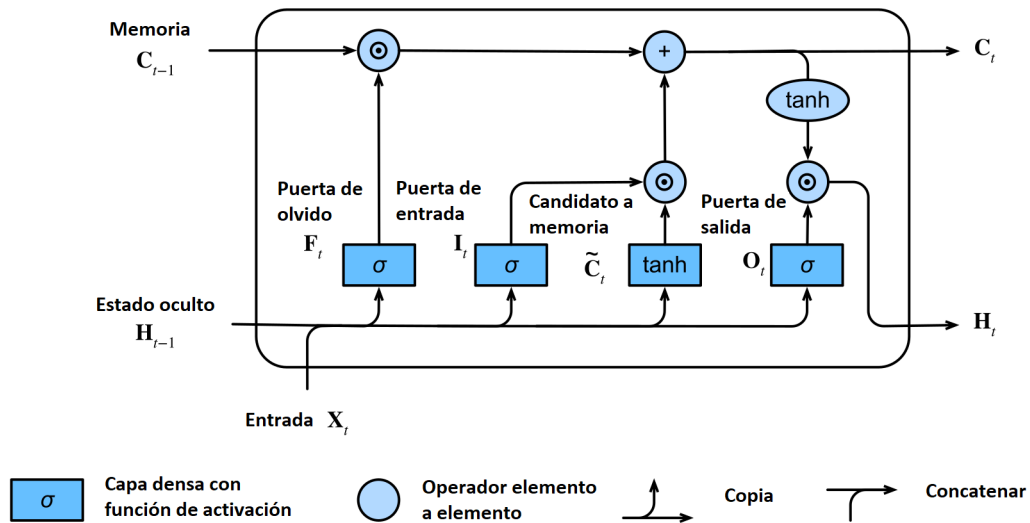 Memoria
C_{t-1}
⊙
+
C_t
tanh
Puerta de
olvido
F_t
Puerta de
entrada
I_t
Candidato a
memoria
C̃_t
Puerta de
salida
O_t
⊙
⊙
σ
σ
tanh
σ
Estado oculto
H_{t-1}
H_t
Entrada X_t
σ
Capa densa con
función de activación
Operador elemento
a elemento
Copia
Concatenar